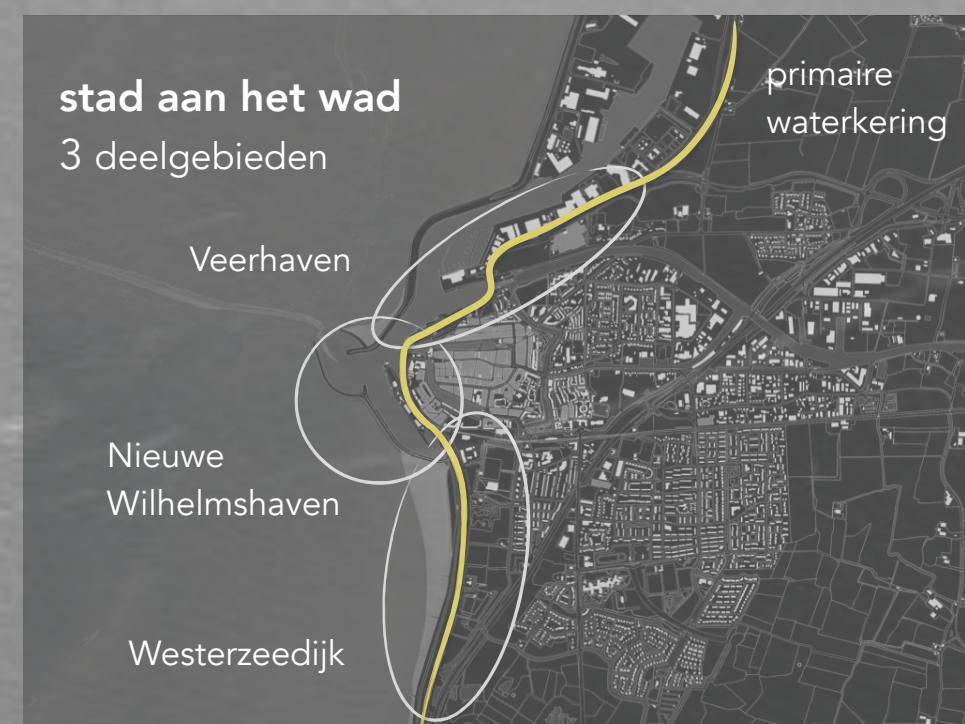 stad aan het wad
3 deelgebieden
primaire
waterkering
Veerhaven
Nieuwe
Wilhelmshaven
Westerzeedijk